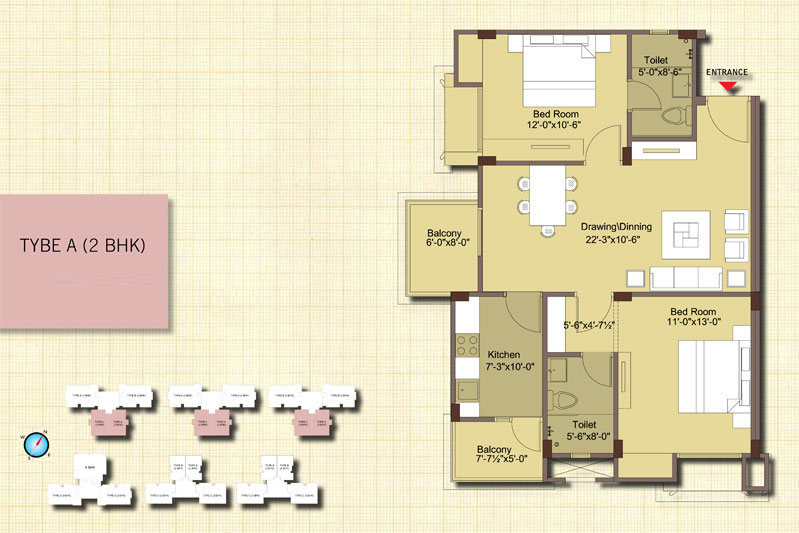 Toilet
5'-0"x8'-6"
ENTRANCE
Bed Room
12'-0"x10'-6"
Balcony
6'-0"x8'-0"
Drawing\Dinning
22'-3"x10'-6"
TYBE A (2 BHK)
Bed Room
11'-0"x13'-0"
5'-6"x4'-7½"
Kitchen
7'-3"x10'-0"
Toilet
5'-6"x8'-0"
Balcony
7'-7½"x5'-0"
N
W
E
S